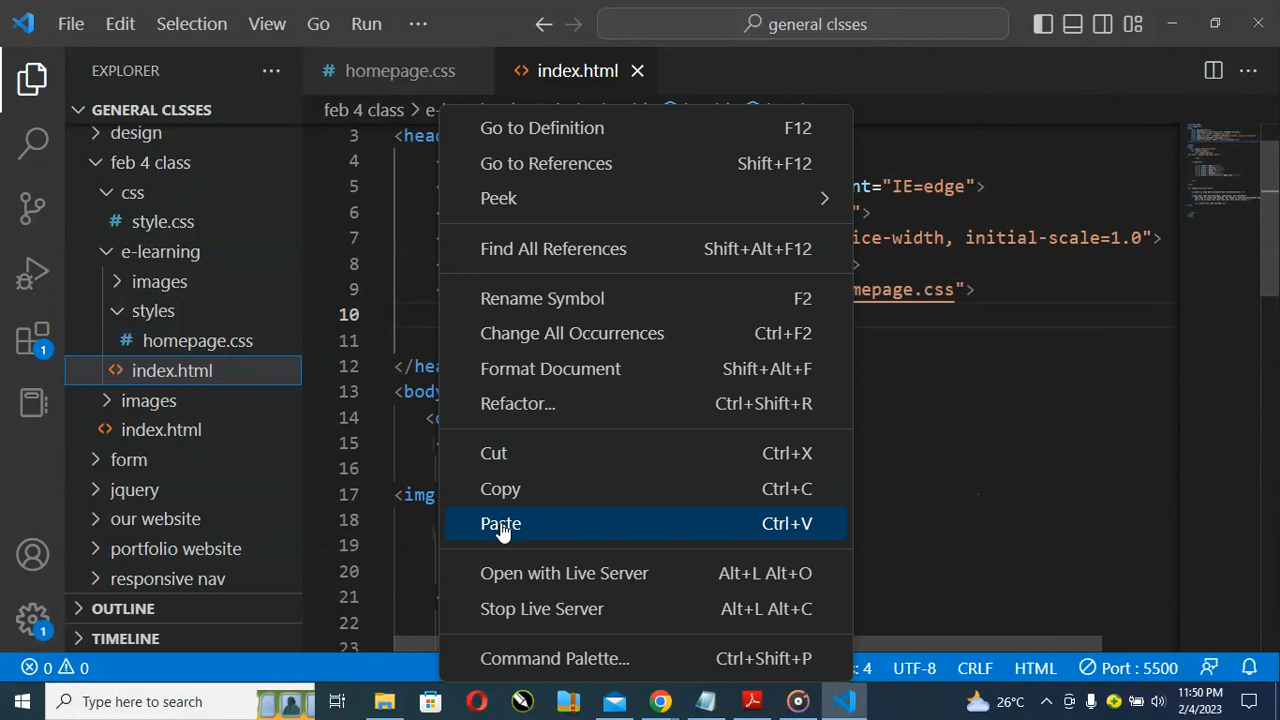 File Edit Selection View Go Run ··· general clsses
EXPLORER ··· # homepage.css <> index.html
GENERAL CLSSES
feb 4 class > e-
design
feb 4 class
css
# style.css
e-learning
images
styles
# homepage.css
<> index.html
images
<> index.html
form
jquery
our website
portfolio website
responsive nav
OUTLINE
TIMELINE
3 <head
4
5 nt="IE=edge">
6 ">
7 ice-width, initial-scale=1.0">
8 >
9 mepage.css">
10
11
12 </hea
13 <body
14 <
15
16
17 <img
18
19
20
21
22
23
Go to Definition F12
Go to References Shift+F12
Peek
Find All References Shift+Alt+F12
Rename Symbol F2
Change All Occurrences Ctrl+F2
Format Document Shift+Alt+F
Refactor... Ctrl+Shift+R
Cut Ctrl+X
Copy Ctrl+C
Paste Ctrl+V
Open with Live Server Alt+L Alt+O
Stop Live Server Alt+L Alt+C
Command Palette... Ctrl+Shift+P
1
1
0 0 : 4 UTF-8 CRLF HTML Port : 5500
Type here to search 26°C 11:50 PM
2/4/2023